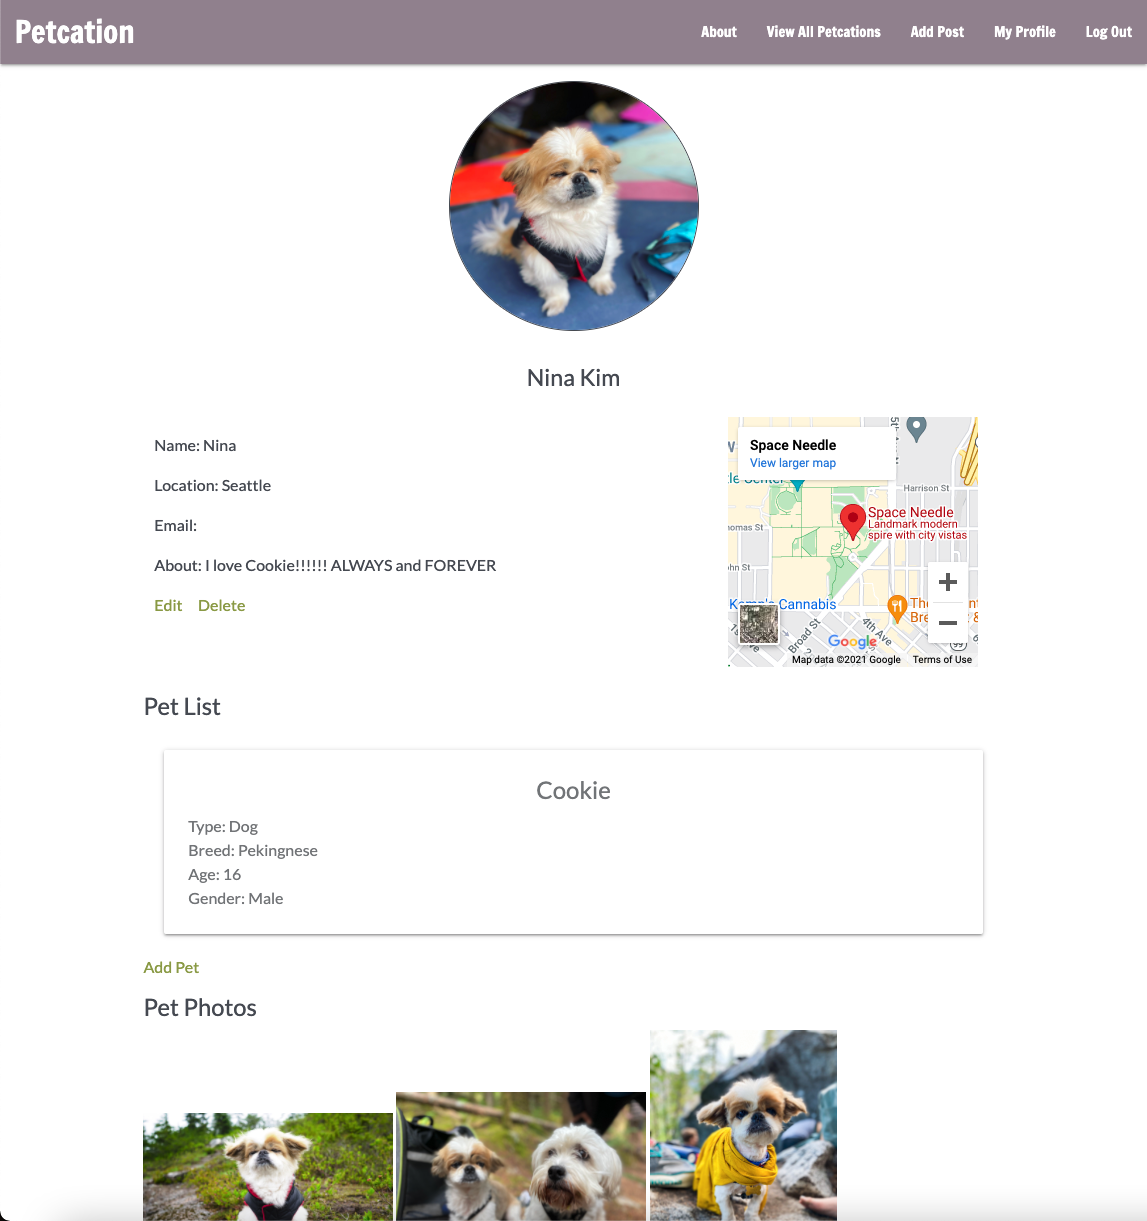 Petcation
About View All Petcations Add Post My Profile Log Out
Nina Kim
Name: Nina
Location: Seattle
Email:
About: I love Cookie!!!!!! ALWAYS and FOREVER
Edit Delete
Space Needle
View larger map
Harrison St
Space Needle
Landmark modern
spire with city vistas
Cannabis
Broad St
4th Ave
99
Google
Map data ©2021 Google Terms of Use
Pet List
Cookie
Type: Dog
Breed: Pekingnese
Age: 16
Gender: Male
Add Pet
Pet Photos